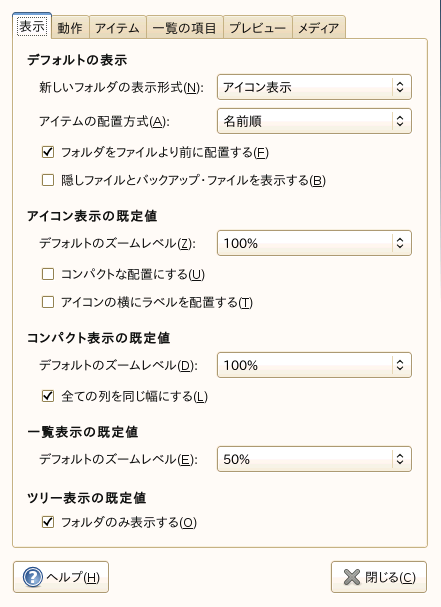 表示 動作 アイテム 一覧の項目 プレビュー メディア
デフォルトの表示
新しいフォルダの表示形式(N): アイコン表示
アイテムの配置方式(A): 名前順
フォルダをファイルより前に配置する(F)
隠しファイルとバックアップ・ファイルを表示する(B)
アイコン表示の既定値
デフォルトのズームレベル(Z): 100%
コンパクトな配置にする(U)
アイコンの横にラベルを配置する(T)
コンパクト表示の既定値
デフォルトのズームレベル(D): 100%
全ての列を同じ幅にする(L)
一覧表示の既定値
デフォルトのズームレベル(E): 50%
ツリー表示の既定値
フォルダのみ表示する(O)
ヘルプ(H) 閉じる(C)